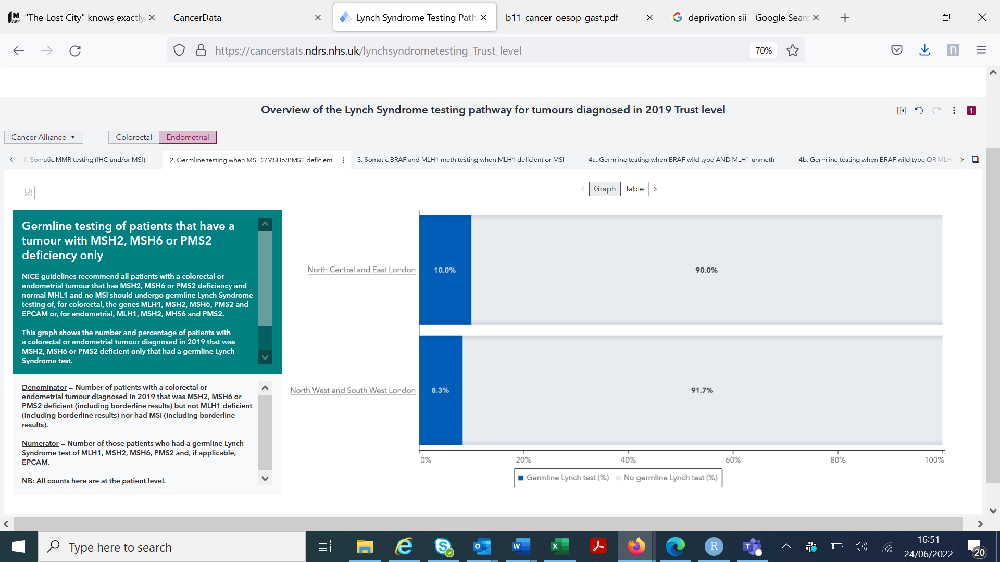 "The Lost City" knows exactly
CancerData
Lynch Syndrome Testing Path
b11-cancer-oesop-gast.pdf
deprivation sii - Google Searc
https://cancerstats.ndrs.nhs.uk/lynchsyndrometesting_Trust_level
70%
n
Overview of the Lynch Syndrome testing pathway for tumours diagnosed in 2019 Trust level
1
Cancer Alliance
Colorectal
Endometrial
1. Somatic MMR testing (IHC and/or MSI)
2. Germline testing when MSH2/MSH6/PMS2 deficient
3. Somatic BRAF and MLH1 meth testing when MLH1 deficient or MSI
4a. Germline testing when BRAF wild type AND MLH1 unmeth
4b. Germline testing when BRAF wild type OR MLH1
Graph
Table
Germline testing of patients that have a
tumour with MSH2, MSH6 or PMS2
deficiency only
NICE guidelines recommend all patients with a colorectal or
endometrial tumour that has MSH2, MSH6 or PMS2 deficiency and
normal MHL1 and no MSI should undergo germline Lynch Syndrome
testing of, for colorectal, the genes MLH1, MSH2, MSH6, PMS2 and
EPCAM or, for endometrial, MLH1, MSH2, MHS6 and PMS2.
This graph shows the number and percentage of patients with
a colorectal or endometrial tumour diagnosed in 2019 that was
MSH2, MSH6 or PMS2 deficient only that had a germline Lynch
Syndrome test.
Denominator = Number of patients with a colorectal or
endometrial tumour diagnosed in 2019 that was MSH2, MSH6 or
PMS2 deficient (including borderline results) but not MLH1 deficient
(including borderline results) nor had MSI (including borderline
results).
Numerator = Number of those patients who had a germline Lynch
Syndrome test of MLH1, MSH2, MSH6, PMS2 and, if applicable,
EPCAM.
NB: All counts here are at the patient level.
North Central and East London
10.0%
90.0%
North West and South West London
8.3%
91.7%
0%
20%
40%
60%
80%
100%
Germline Lynch test (%)
No germline Lynch test (%)
Type here to search
16:51
24/06/2022
20